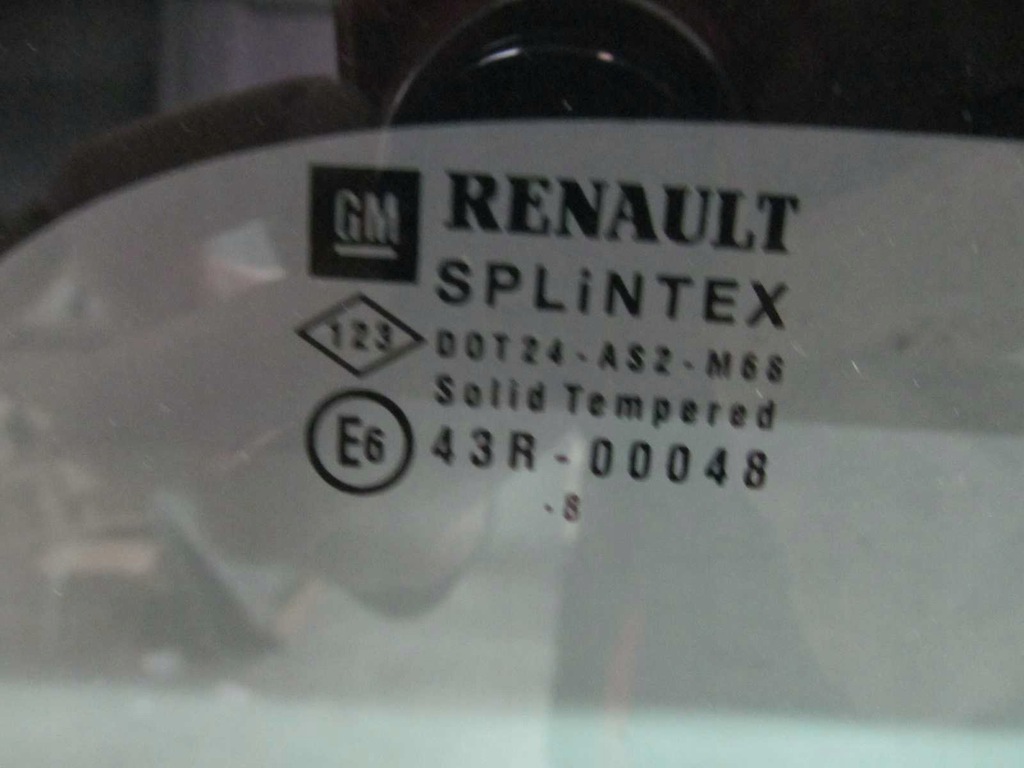 GM RENAULT
SPLiNTEX
123 DOT24-AS2-M68
Solid Tempered
E6 43R-00048
-8